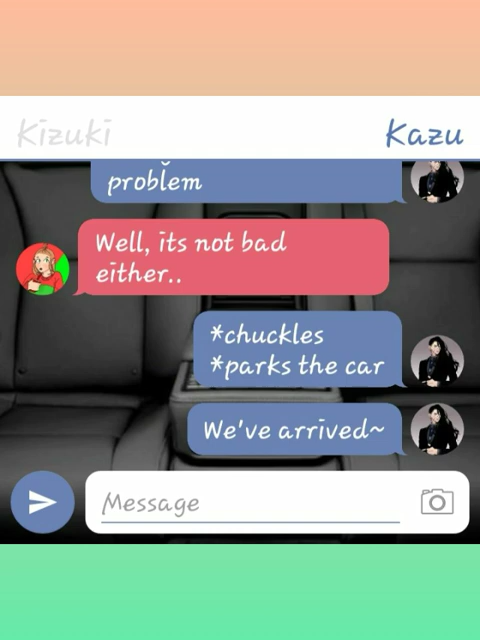 Kizuki
Kazu
problem
Well, its not bad
either..
*chuckles
*parks the car
We've arrived~
Message